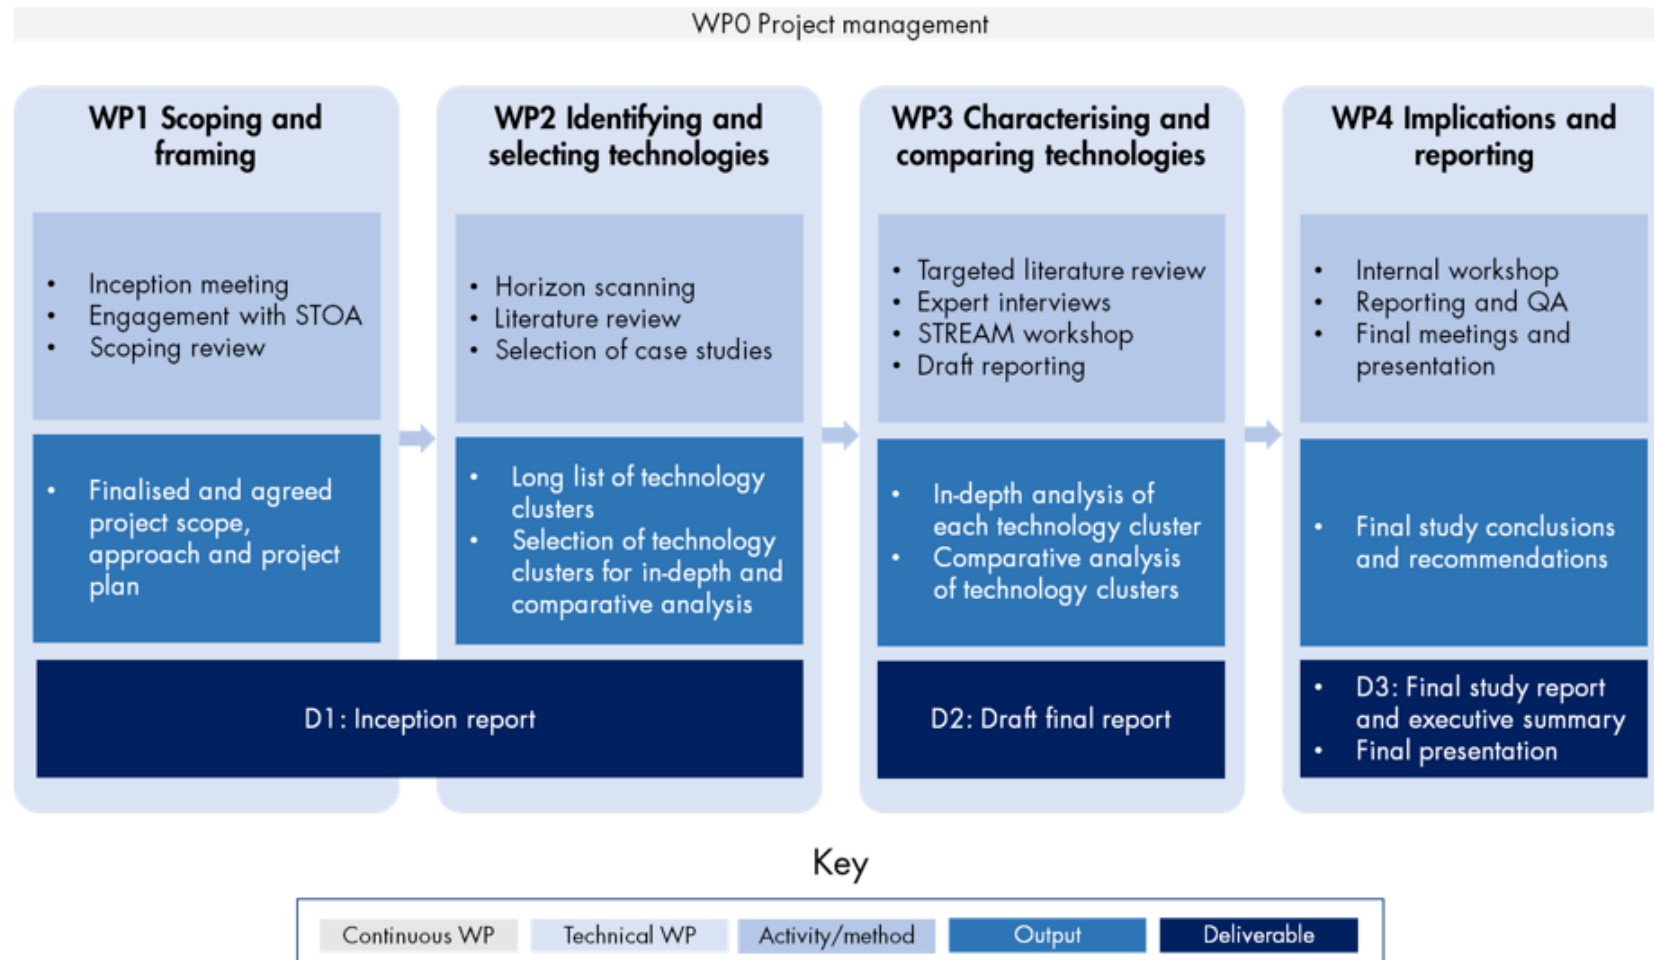 WP0 Project management
WP1 Scoping and
framing
• Inception meeting
• Engagement with STOA
• Scoping review
• Finalised and agreed
project scope,
approach and project
plan
WP2 Identifying and
selecting technologies
• Horizon scanning
• Literature review
• Selection of case studies
• Long list of technology
clusters
• Selection of technology
clusters for in-depth and
comparative analysis
D1: Inception report
WP3 Characterising and
comparing technologies
• Targeted literature review
• Expert interviews
• STREAM workshop
• Draft reporting
• In-depth analysis of
each technology cluster
• Comparative analysis
of technology clusters
D2: Draft final report
WP4 Implications and
reporting
• Internal workshop
• Reporting and QA
• Final meetings and
presentation
• Final study conclusions
and recommendations
• D3: Final study report
and executive summary
• Final presentation
Key
Continuous WP
Technical WP
Activity/method
Output
Deliverable